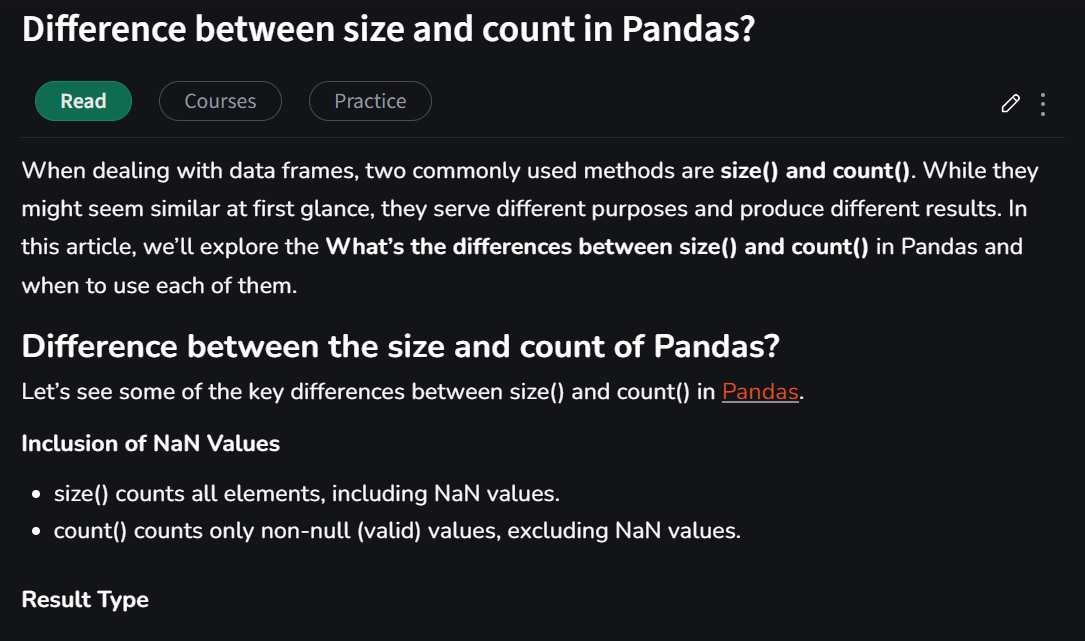 Difference between size and count in Pandas?
Read
Courses
Practice
When dealing with data frames, two commonly used methods are size() and count(). While they
might seem similar at first glance, they serve different purposes and produce different results. In
this article, we’ll explore the What’s the differences between size() and count() in Pandas and
when to use each of them.
Difference between the size and count of Pandas?
Let’s see some of the key differences between size() and count() in Pandas.
Inclusion of NaN Values
• size() counts all elements, including NaN values.
• count() counts only non-null (valid) values, excluding NaN values.
Result Type